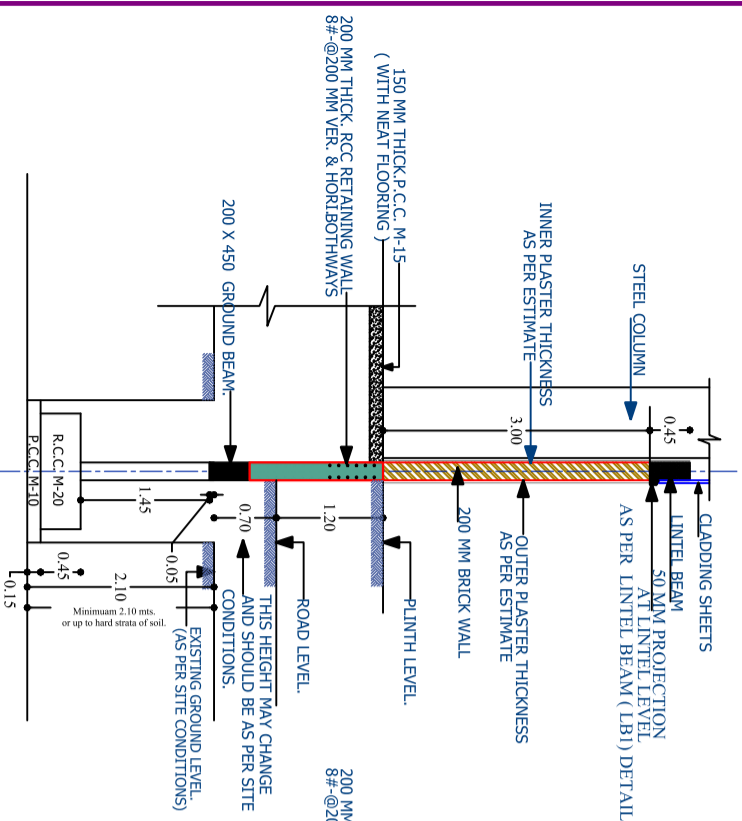 CLADDING SHEETS
LINTEL BEAM
50 MM PROJECTION
AT LINTEL LEVEL
AS PER LINTEL BEAM ( LB1) DETAIL
0.45
STEEL COLUMN
3.00
INNER PLASTER THICKNESS
AS PER ESTIMATE
OUTER PLASTER THICKNESS
AS PER ESTIMATE
200 MM BRICK WALL
150 MM THICK.P.C.C. M-15
( WITH NEAT FLOORING )
PLINTH LEVEL.
200 MM THICK. RCC RETAINING WALL
8#-@200 MM VER. & HORI.BOTHWAYS
1.20
ROAD LEVEL.
0.70
THIS HEIGHT MAY CHANGE
AND SHOULD BE AS PER SITE
CONDITIONS.
200 X 450 GROUND BEAM.
EXISTING GROUND LEVEL.
(AS PER SITE CONDITIONS)
0.05
1.45
2.10
Minimuam 2.10 mts.
or up to hard strata of soil.
0.45
R.C.C. M-20
P.C.C. M-10
0.15
200 MM
8#-@20